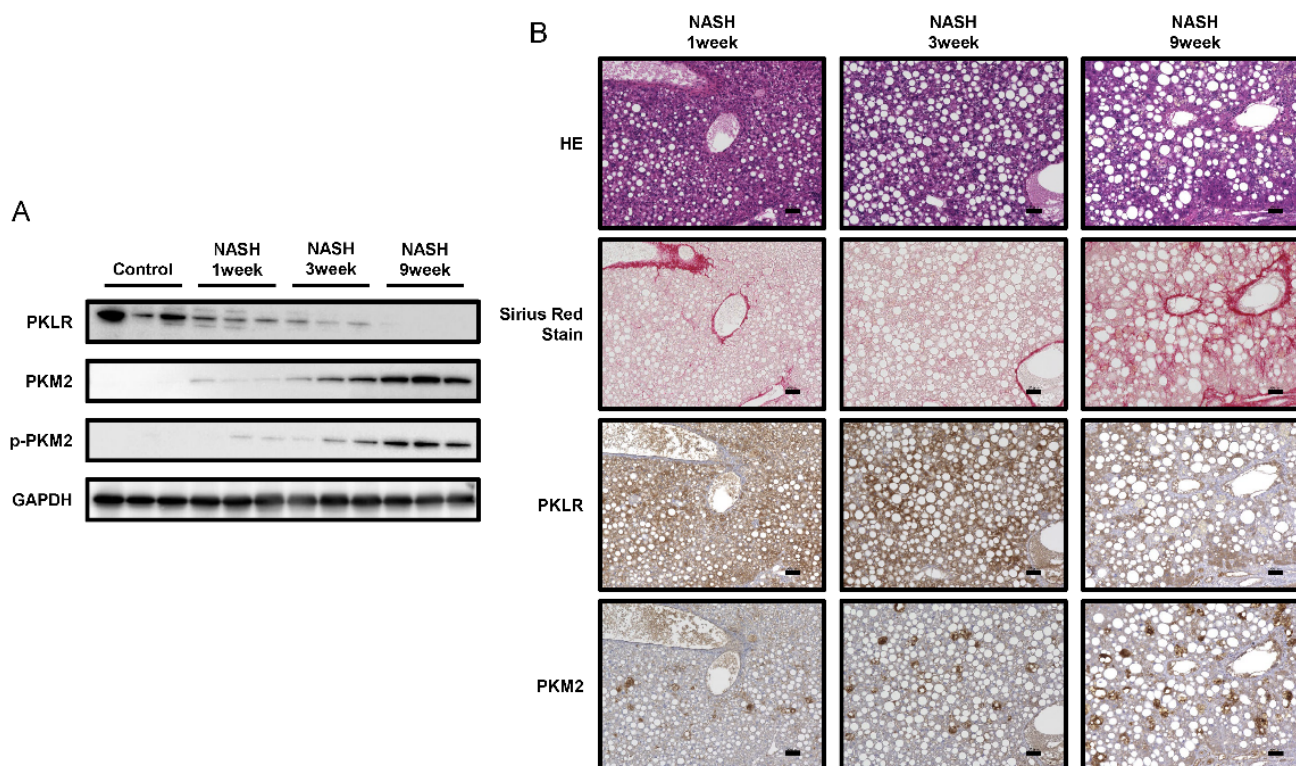 A
Control
NASH
1week
NASH
3week
NASH
9week
PKLR
PKM2
p-PKM2
GAPDH
B
NASH
1week
NASH
3week
NASH
9week
HE
Sirius Red
Stain
PKLR
PKM2